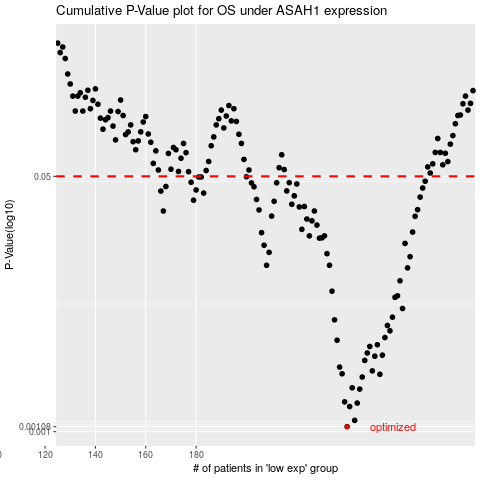 Cumulative P-Value plot for OS under ASAH1 expression
P-Value(log10)
0.05
0.00108
0.001
optimized
0 120 140 160 180
# of patients in 'low exp' group